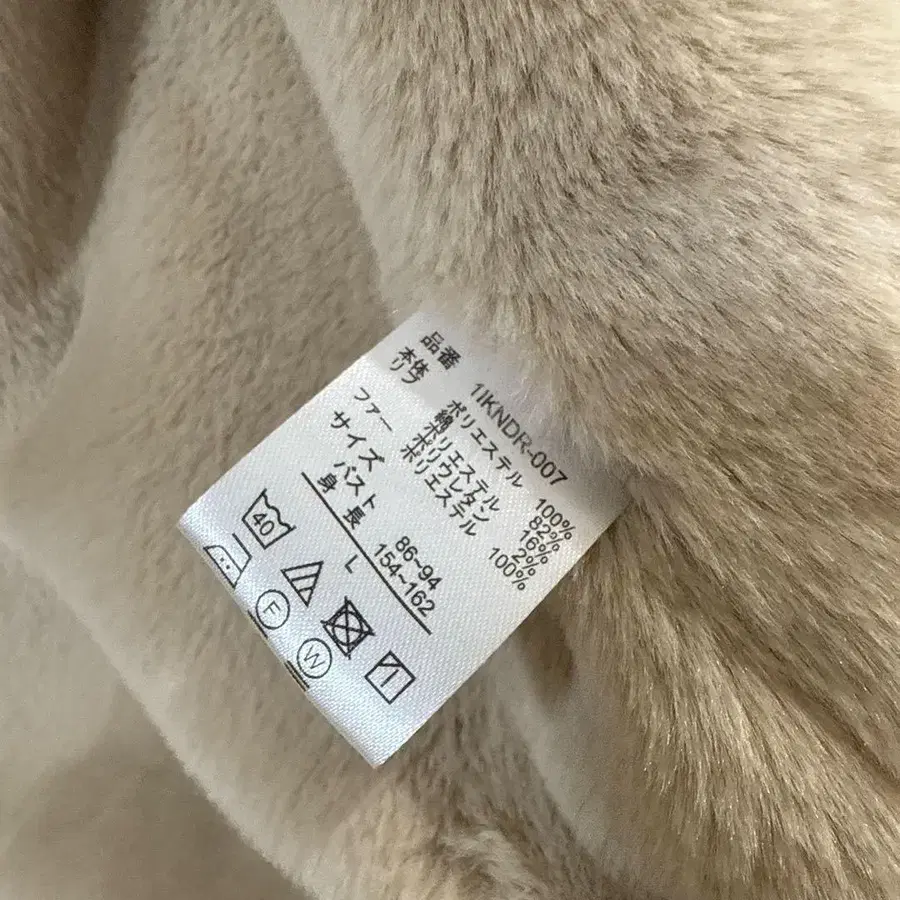 品番 1IKNDR-007
本体 ポリエステル 100%
リブ 綿 82%
ポリエステル 16%
ポリウレタン 2%
ファー ポリエステル 100%
サイズ L
バスト 86~94
身長 154~162
40
F
W